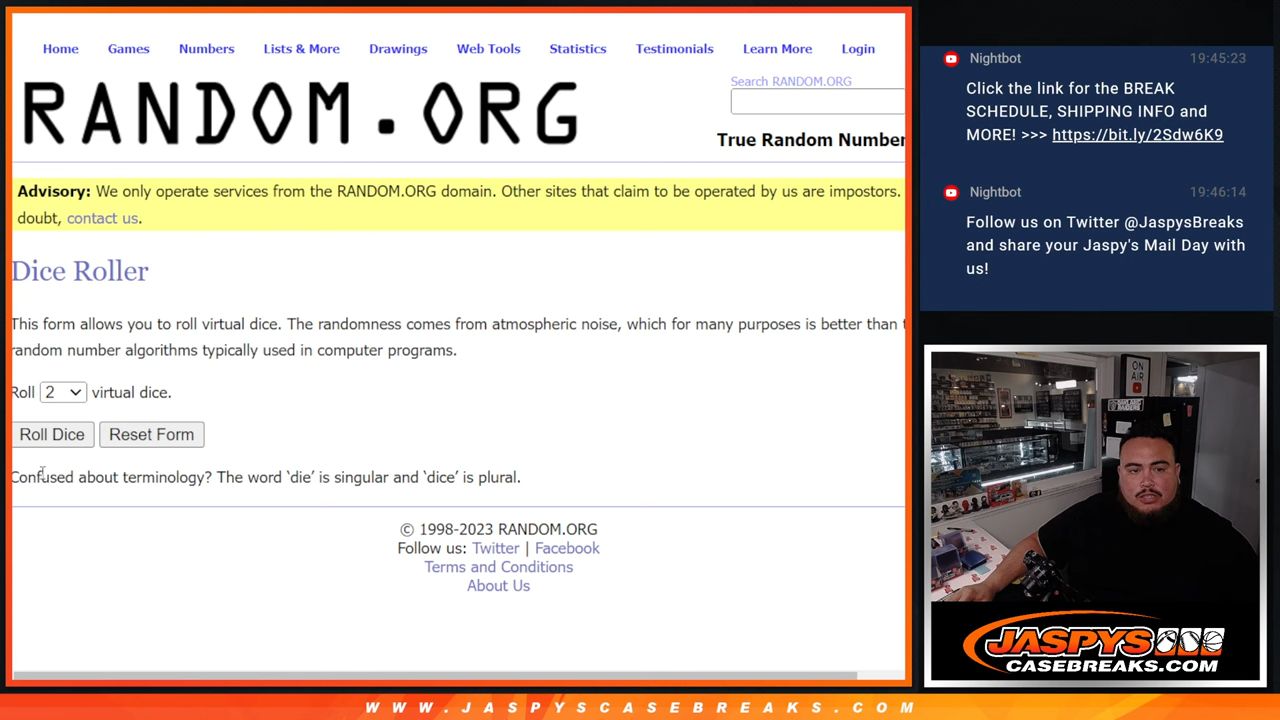 Home Games Numbers Lists & More Drawings Web Tools Statistics Testimonials Learn More Login
RANDOM.ORG
Search RANDOM.ORG
True Random Number
Advisory: We only operate services from the RANDOM.ORG domain. Other sites that claim to be operated by us are impostors.
doubt, contact us.
Dice Roller
This form allows you to roll virtual dice. The randomness comes from atmospheric noise, which for many purposes is better than t
random number algorithms typically used in computer programs.
Roll 2 virtual dice.
Roll Dice Reset Form
Confused about terminology? The word ‘die’ is singular and ‘dice’ is plural.
© 1998-2023 RANDOM.ORG
Follow us: Twitter | Facebook
Terms and Conditions
About Us
Nightbot 19:45:23
Click the link for the BREAK
SCHEDULE, SHIPPING INFO and
MORE! >>> https://bit.ly/2Sdw6K9
Nightbot 19:46:14
Follow us on Twitter @JaspysBreaks
and share your Jaspy's Mail Day with
us!
ON
AIR
JASPYS
CASEBREAKS.COM
WWW.JASPYSCASEBREAKS.COM